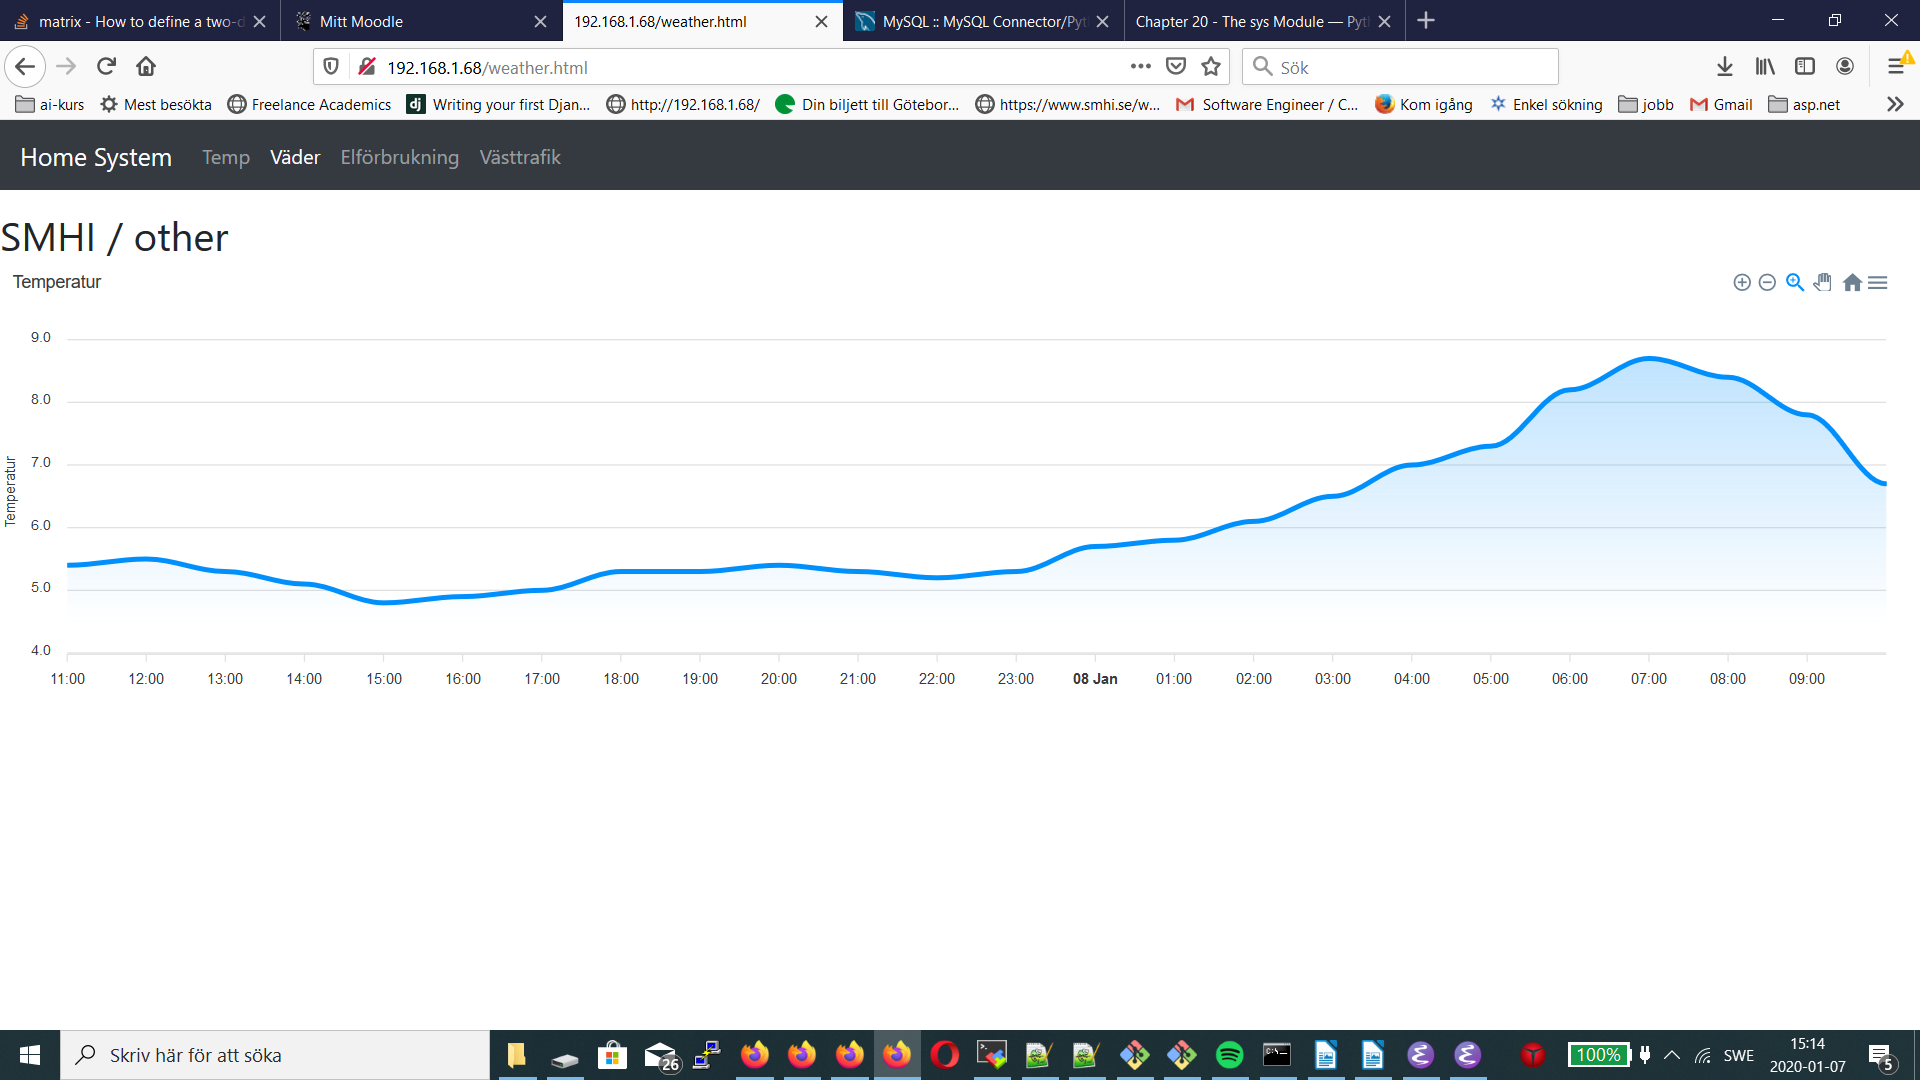 matrix - How to define a two-d
Mitt Moodle
192.168.1.68/weather.html
MySQL :: MySQL Connector/Pyt
Chapter 20 - The sys Module — Pyt
192.168.1.68/weather.html
Sök
ai-kurs
Mest besökta
Freelance Academics
dj
Writing your first Djan...
http://192.168.1.68/
Din biljett till Götebor...
https://www.smhi.se/w...
Software Engineer / C...
Kom igång
Enkel sökning
jobb
Gmail
asp.net
Home System
Temp
Väder
Elförbrukning
Västtrafik
SMHI / other
Temperatur
9.0
8.0
7.0
6.0
5.0
4.0
Temperatur
11:00 12:00 13:00 14:00 15:00 16:00 17:00 18:00 19:00 20:00 21:00 22:00 23:00 08 Jan 01:00 02:00 03:00 04:00 05:00 06:00 07:00 08:00 09:00
Skriv här för att söka
26
100%
SWE
15:14
2020-01-07
5